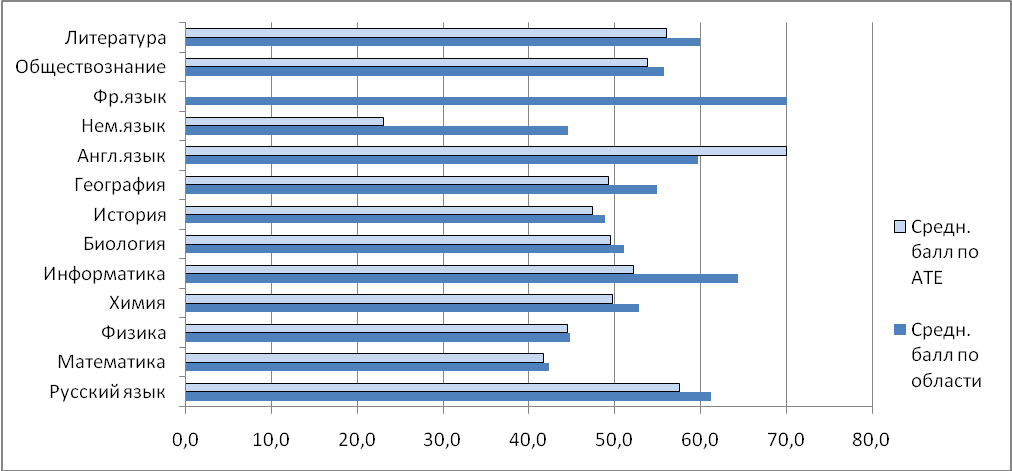 Литература
Обществознание
Фр.язык
Нем.язык
Англ.язык
География
История
Биология
Информатика
Химия
Физика
Математика
Русский язык
0,0 10,0 20,0 30,0 40,0 50,0 60,0 70,0 80,0
Средн.
балл по
АТЕ
Средн.
балл по
области